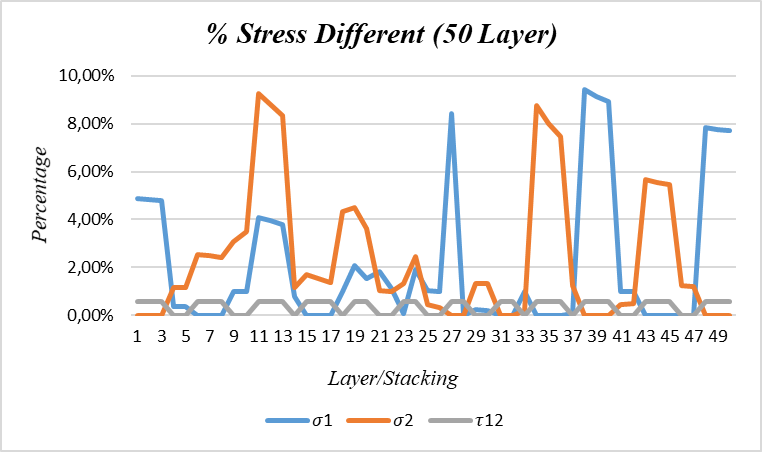 % Stress Different (50 Layer)
10,00%
8,00%
6,00%
4,00%
2,00%
0,00%
Percentage
1 3 5 7 9 11 13 15 17 19 21 23 25 27 29 31 33 35 37 39 41 43 45 47 49
Layer/Stacking
σ1 σ2 τ12